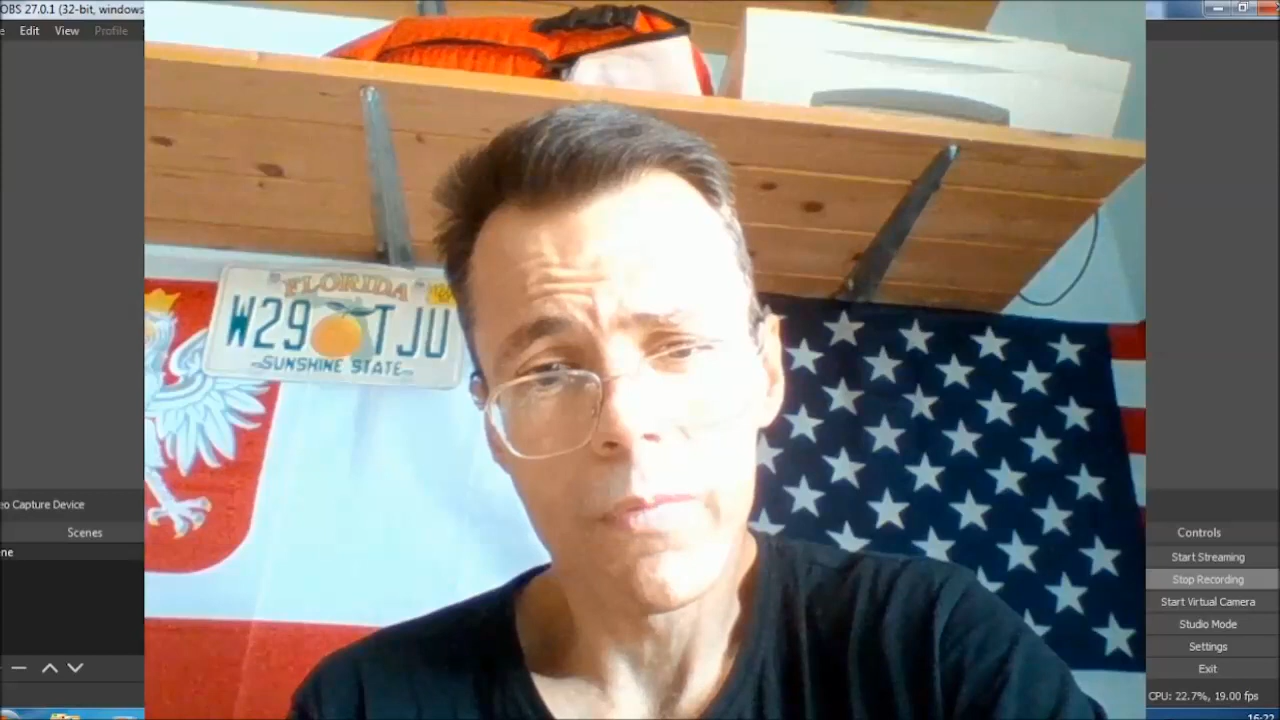 OBS 27.0.1 (32-bit, windows
Edit View Profile
FLORIDA
W29 TJU
SUNSHINE STATE
eo Capture Device
Scenes
ne
Controls
Start Streaming
Stop Recording
Start Virtual Camera
Studio Mode
Settings
Exit
CPU: 22.7%, 19.00 fps
16:22